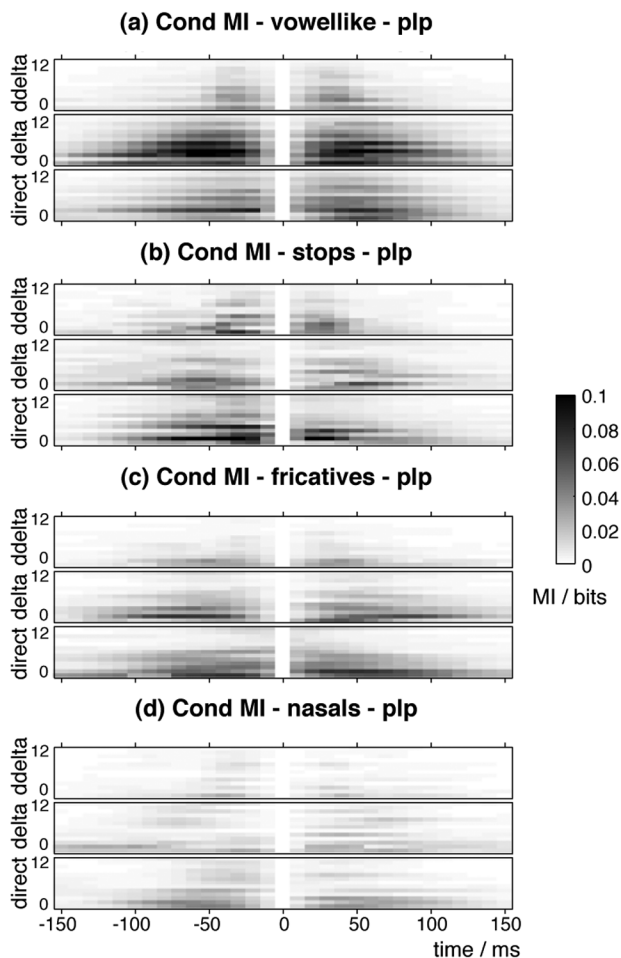 (a) Cond MI - vowellike - plp
ddelta
12
0
delta
12
0
direct
12
0
(b) Cond MI - stops - plp
ddelta
12
0
delta
12
0
direct
12
0
(c) Cond MI - fricatives - plp
ddelta
12
0
delta
12
0
direct
12
0
(d) Cond MI - nasals - plp
ddelta
12
0
delta
12
0
direct
12
0
-150 -100 -50 0 50 100 150
time / ms
0.1
0.08
0.06
0.04
0.02
0
MI / bits